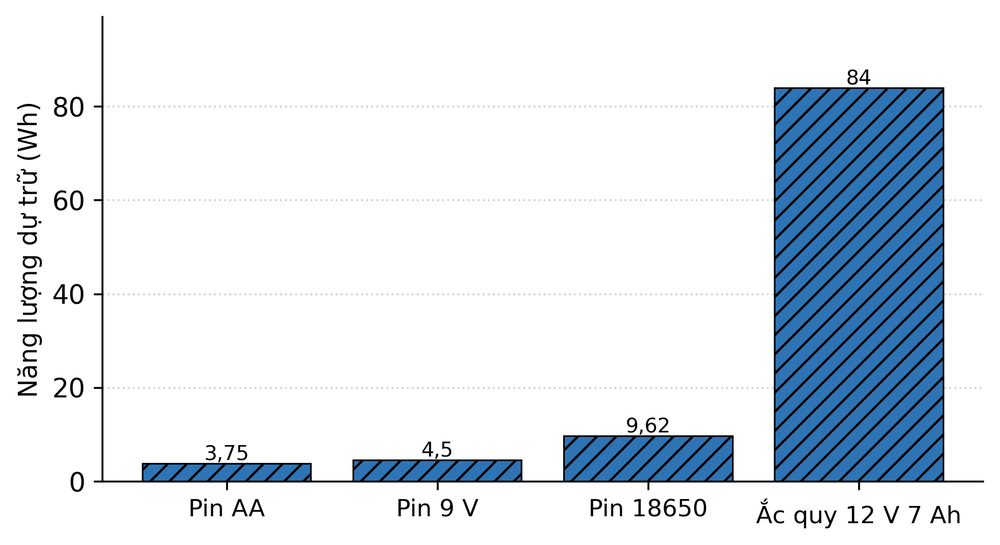 Năng lượng dự trữ (Wh)
80
60
40
20
0
3,75
4,5
9,62
84
Pin AA
Pin 9 V
Pin 18650
Ắc quy 12 V 7 Ah